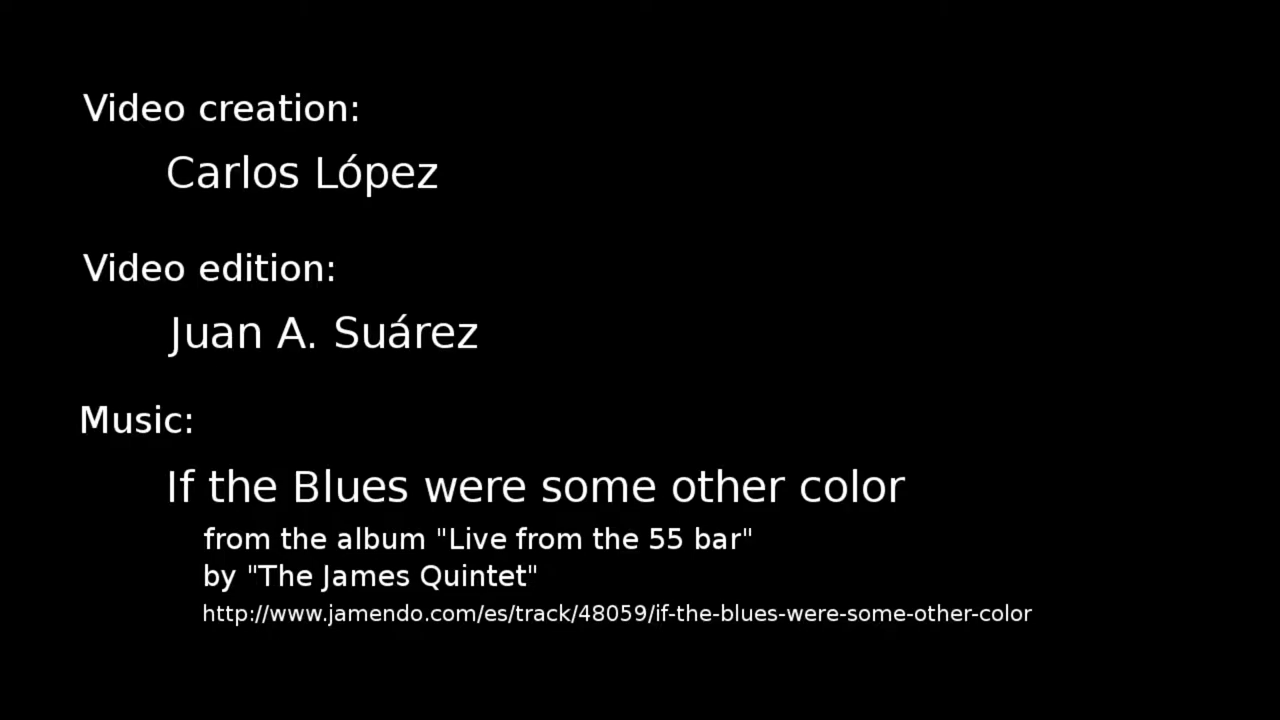 Video creation:
Carlos López
Video edition:
Juan A. Suárez
Music:
If the Blues were some other color
from the album "Live from the 55 bar"
by "The James Quintet"
http://www.jamendo.com/es/track/48059/if-the-blues-were-some-other-color